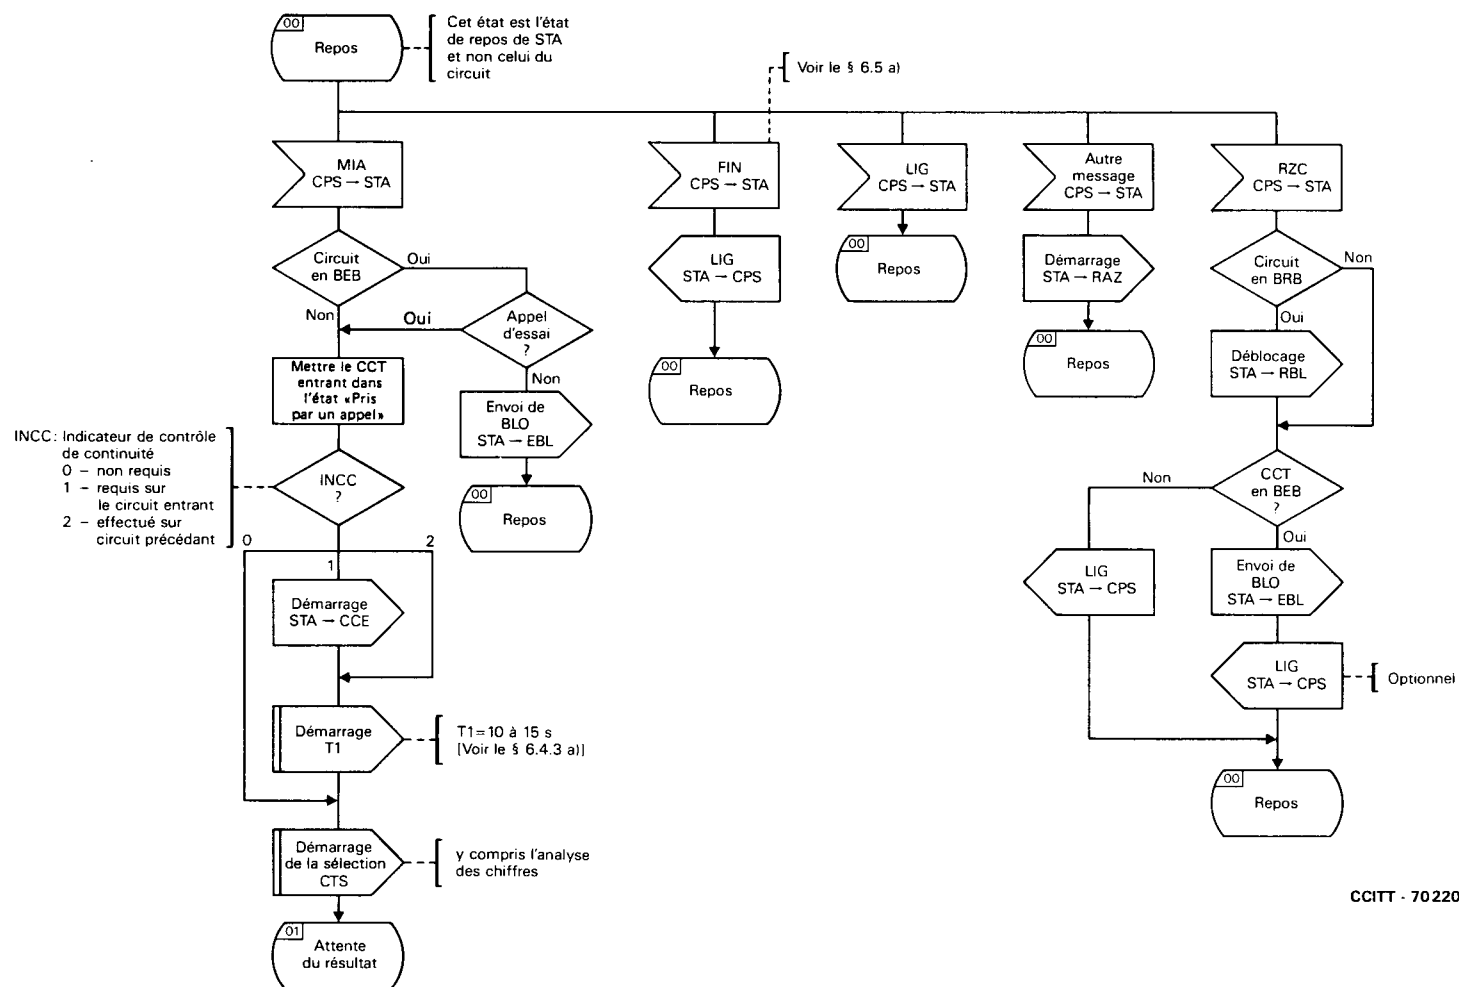 00
Repos
Cet état est l'état
de repos de STA
et non celui du
circuit
Voir le § 6.5 a)
MIA
CPS → STA
FIN
CPS → STA
LIG
CPS → STA
Autre
message
CPS → STA
RZC
CPS → STA
Circuit
en BEB
Oui
Non
Appel
d'essai
?
Oui
Non
LIG
STA → CPS
00
Repos
Démarrage
STA → RAZ
Circuit
en BRB
Non
Oui
00
Repos
00
Repos
Déblocage
STA → RBL
Mettre le CCT
entrant dans
l'état «Pris
par un appel»
Envoi de
BLO
STA → EBL
00
Repos
INCC: Indicateur de contrôle
de continuité
0 – non requis
1 – requis sur
le circuit entrant
2 – effectué sur
circuit précédant
INCC
?
0
1
2
CCT
en BEB
?
Non
Oui
LIG
STA → CPS
Envoi de
BLO
STA → EBL
Démarrage
STA → CCE
LIG
STA → CPS
Optionnel
Démarrage
T1
T1=10 à 15 s
[Voir le § 6.4.3 a)]
00
Repos
Démarrage
de la sélection
CTS
y compris l'analyse
des chiffres
01
Attente
du résultat
CCITT - 70220